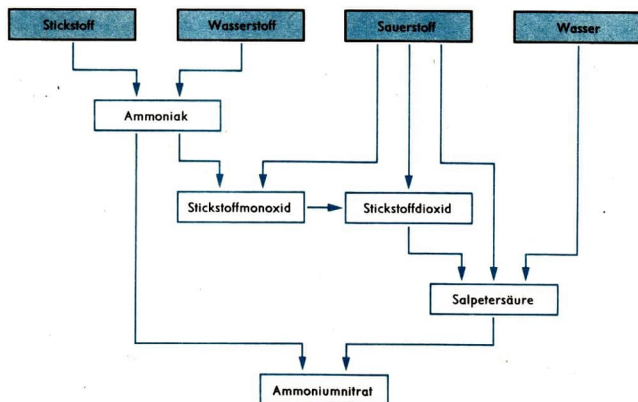 Stickstoff
Wasserstoff
Sauerstoff
Wasser
Ammoniak
Stickstoffmonoxid
Stickstoffdioxid
Salpetersäure
Ammoniumnitrat